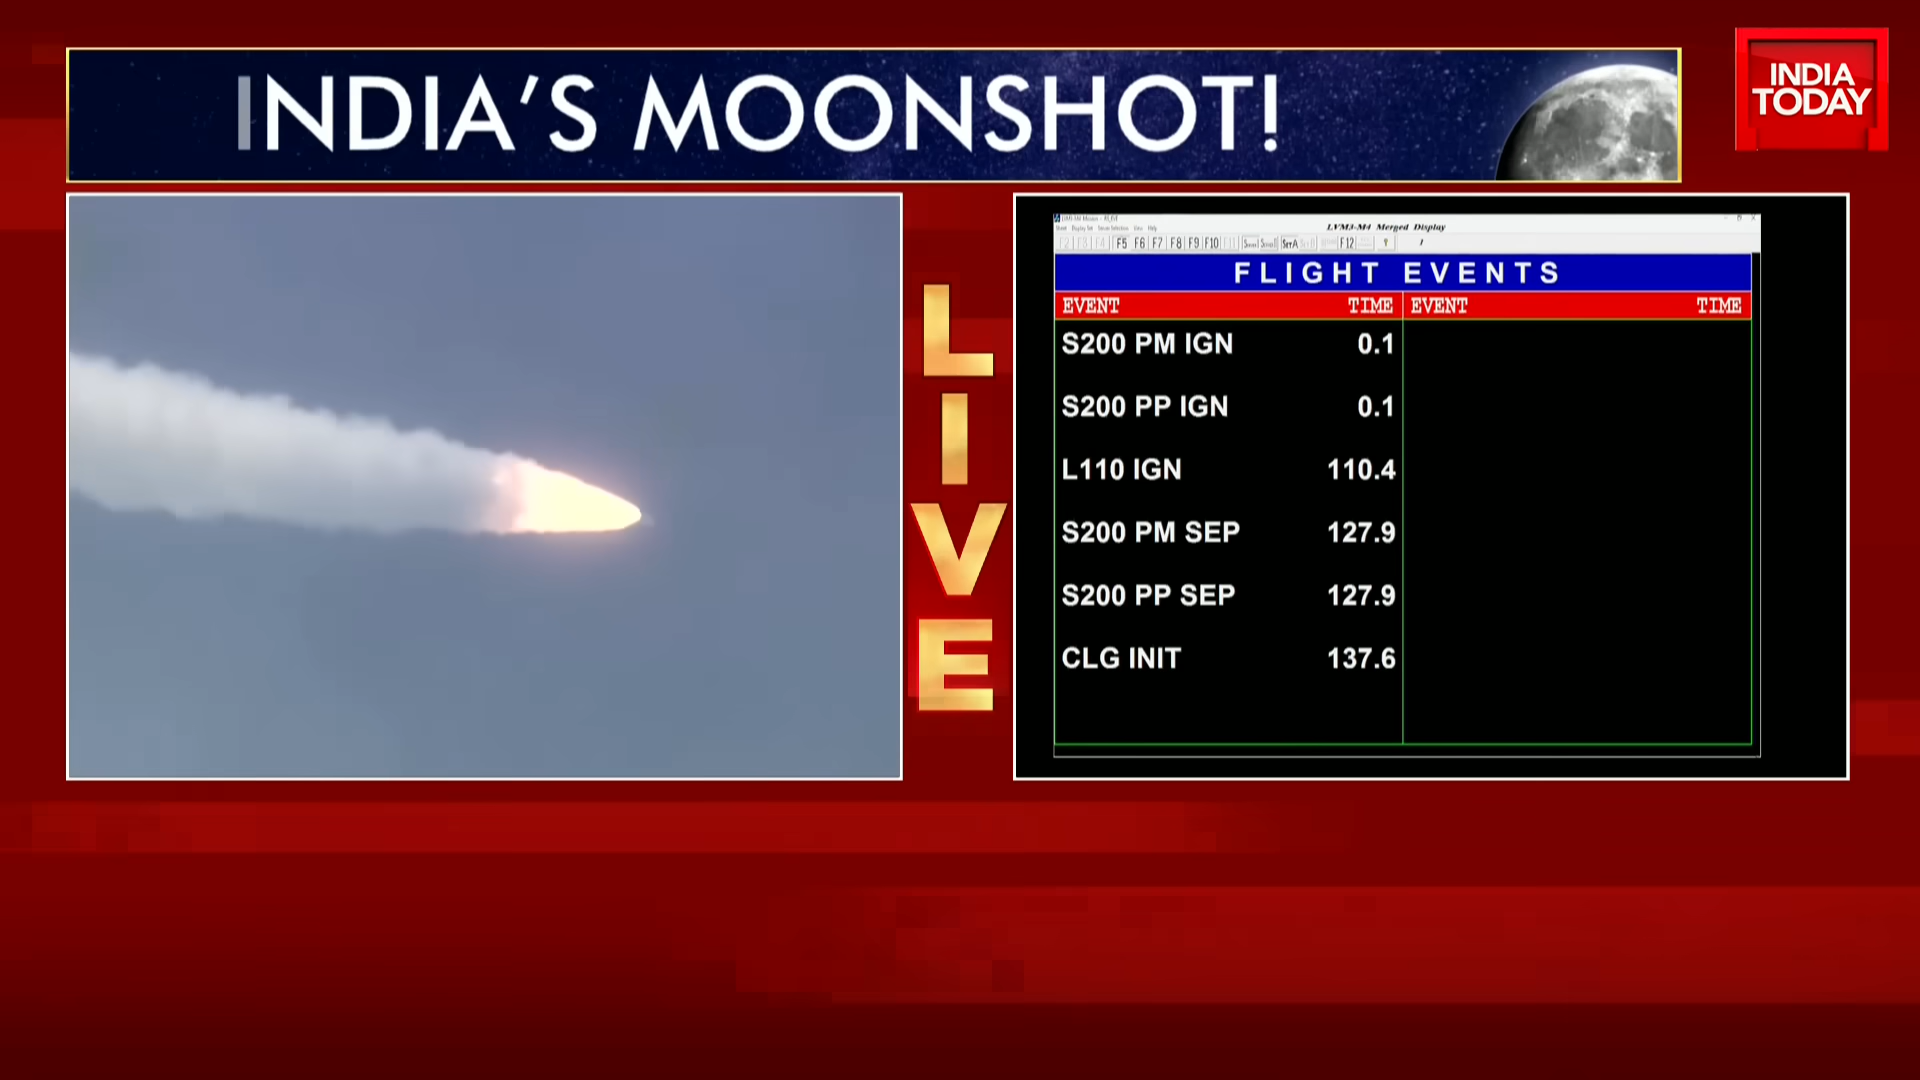 INDIA'S MOONSHOT!
INDIA
TODAY
LIVE
LVM3-M4 Merged Display
F5 F6 F7 F8 F9 F10 F12
FLIGHT EVENTS
EVENT TIME EVENT TIME
S200 PM IGN 0.1
S200 PP IGN 0.1
L110 IGN 110.4
S200 PM SEP 127.9
S200 PP SEP 127.9
CLG INIT 137.6